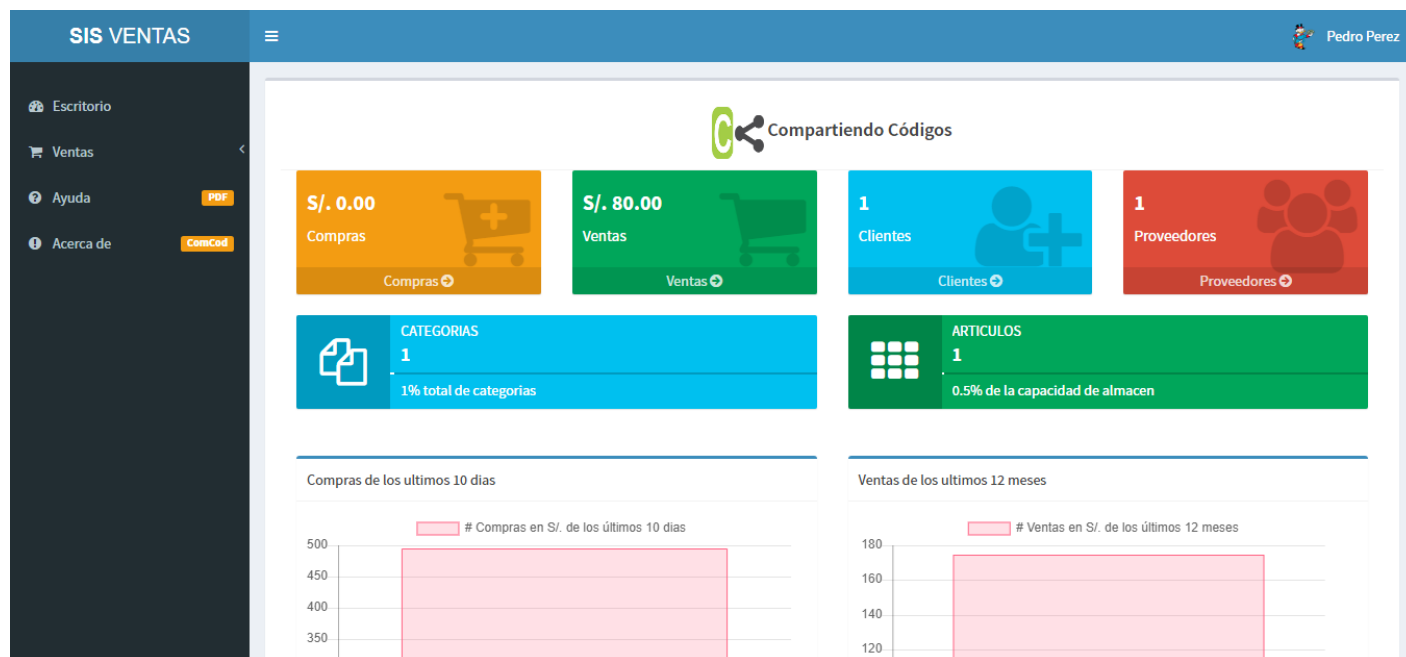 SIS VENTAS
Pedro Perez
Escritorio
Ventas
Ayuda PDF
Acerca de ComCod
C Compartiendo Códigos
S/. 0.00
Compras
Compras
S/. 80.00
Ventas
Ventas
1
Clientes
Clientes
1
Proveedores
Proveedores
CATEGORIAS
1
1% total de categorias
ARTICULOS
1
0.5% de la capacidad de almacen
Compras de los ultimos 10 dias
# Compras en S/. de los últimos 10 dias
500
450
400
350
Ventas de los ultimos 12 meses
# Ventas en S/. de los últimos 12 meses
180
160
140
120